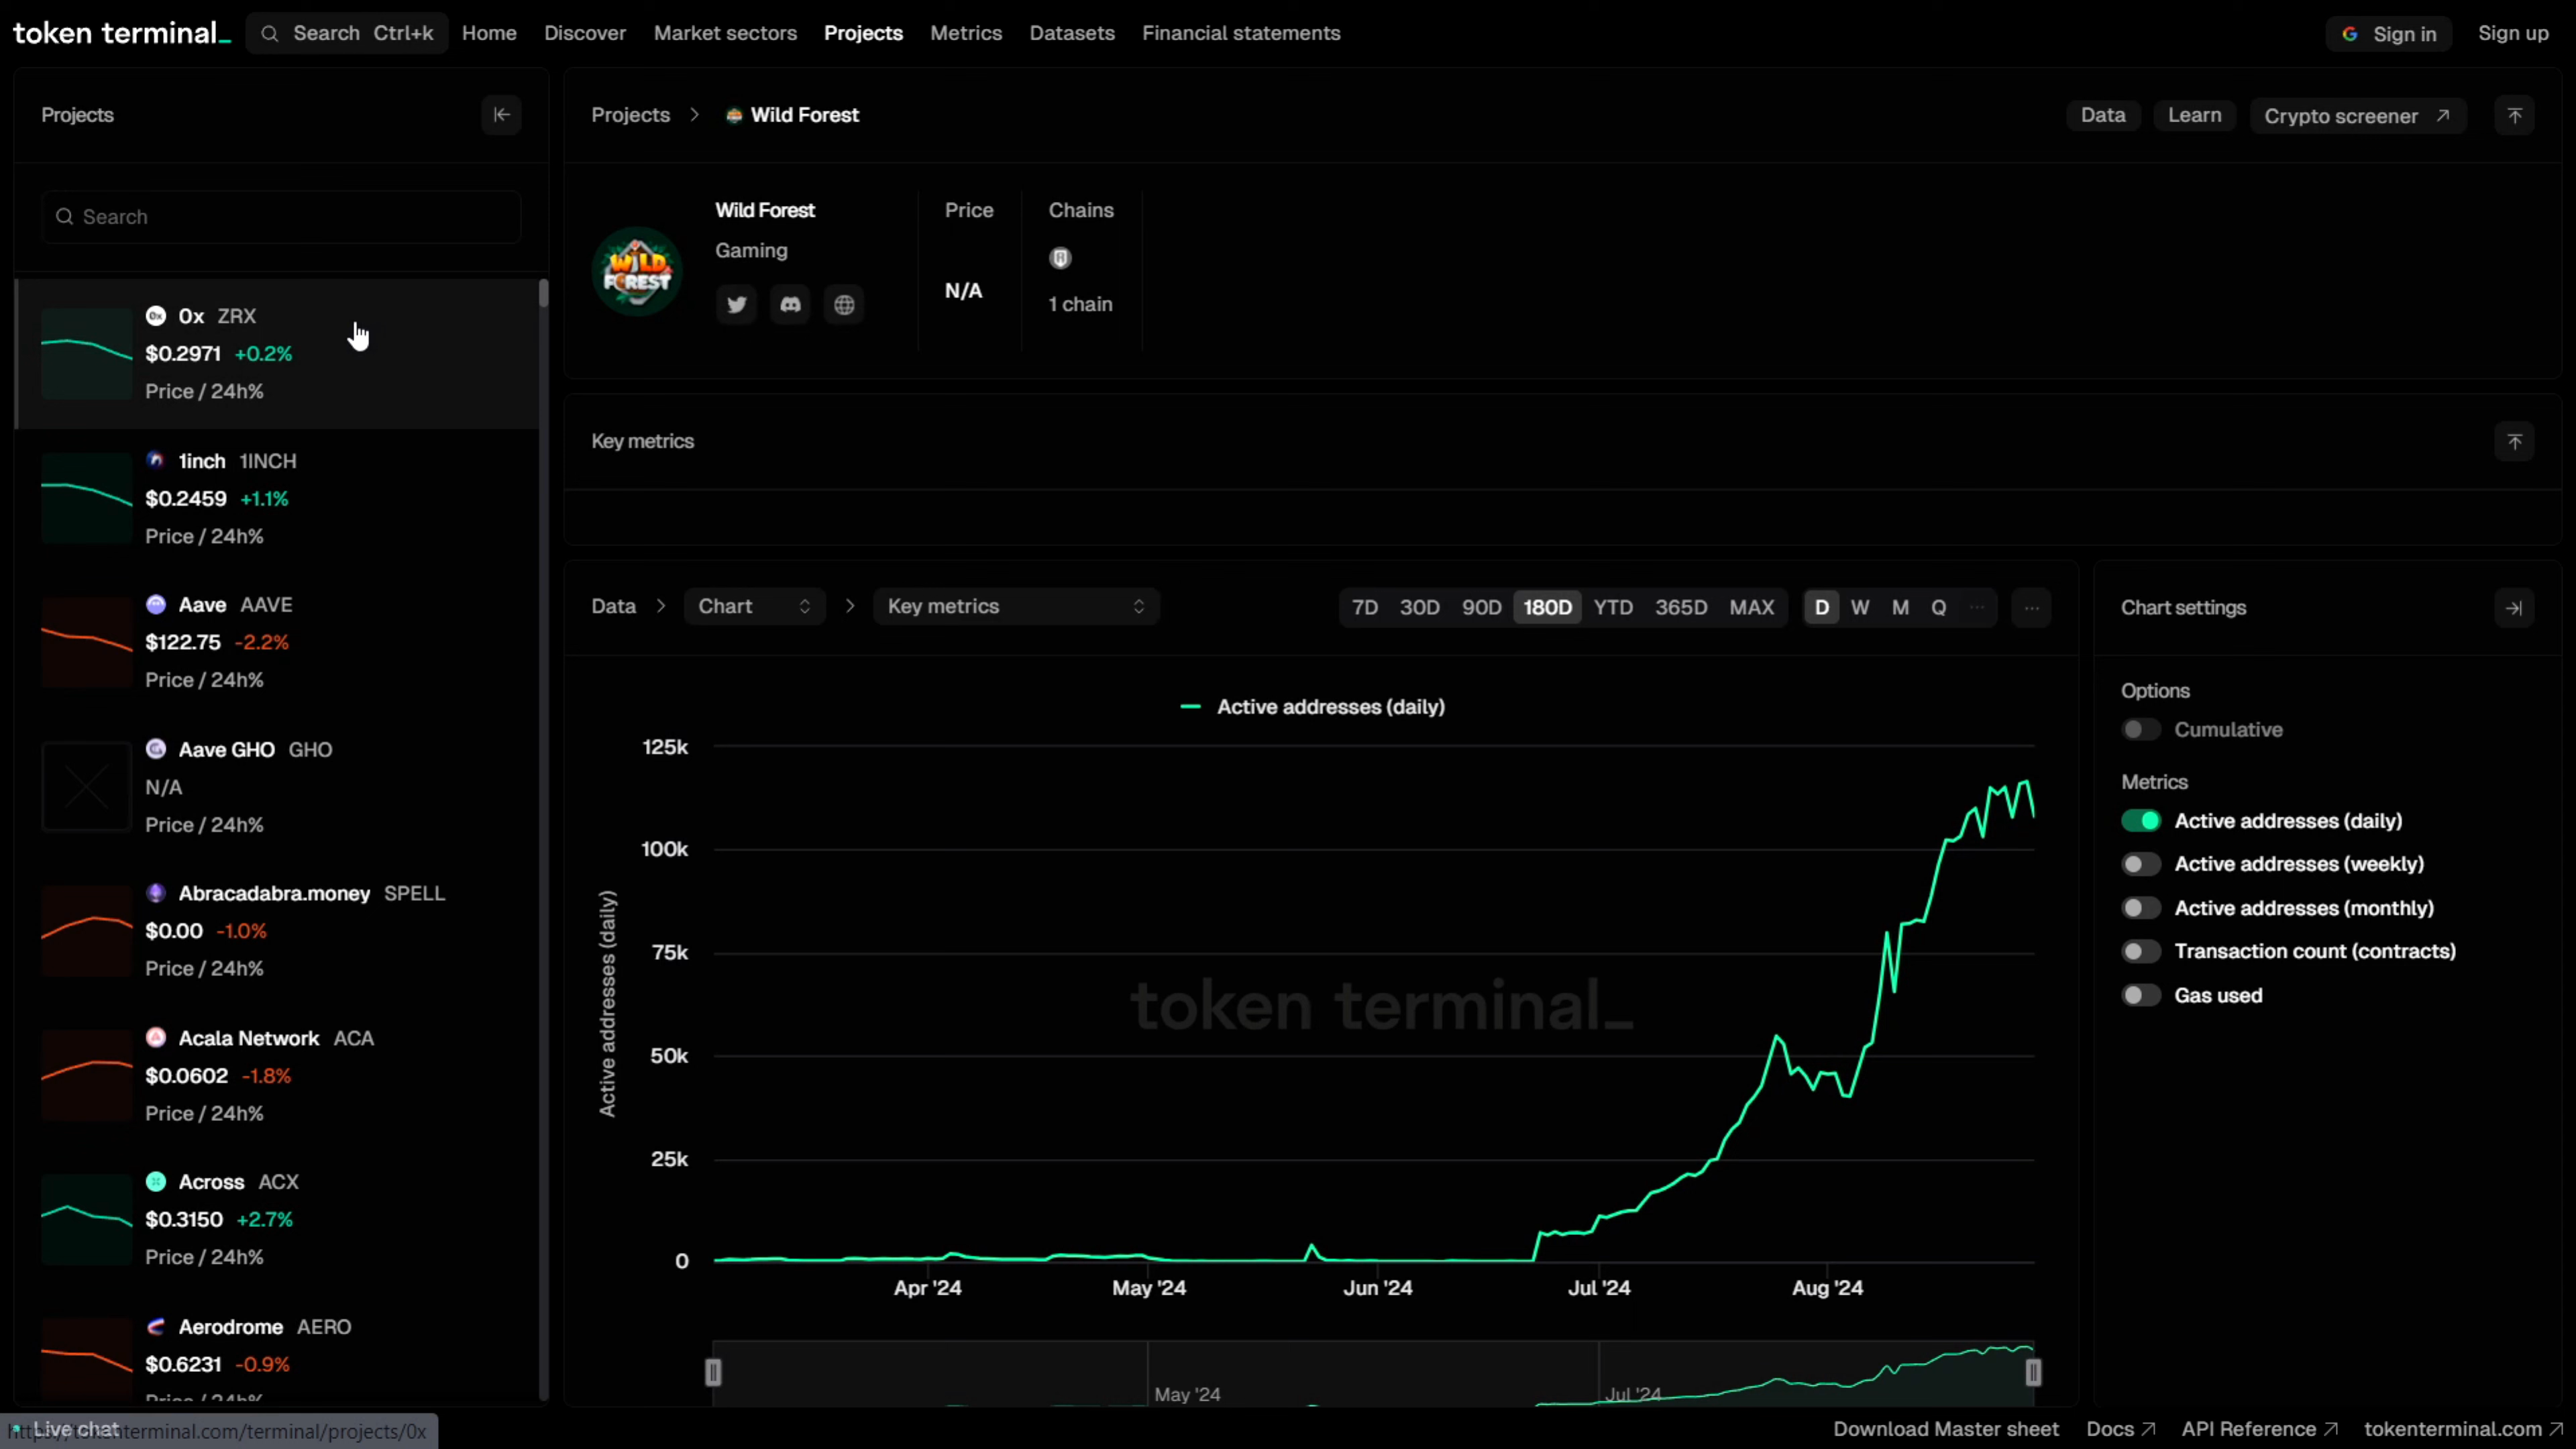 token terminal_
Search Ctrl+k
Home
Discover
Market sectors
Projects
Metrics
Datasets
Financial statements
Sign in
Sign up
Projects
Search
0x ZRX
$0.2971 +0.2%
Price / 24h%
1inch 1INCH
$0.2459 +1.1%
Price / 24h%
Aave AAVE
$122.75 -2.2%
Price / 24h%
Aave GHO GHO
N/A
Price / 24h%
Abracadabra.money SPELL
$0.00 -1.0%
Price / 24h%
Acala Network ACA
$0.0602 -1.8%
Price / 24h%
Across ACX
$0.3150 +2.7%
Price / 24h%
Aerodrome AERO
$0.6231 -0.9%
Price / 24h%
Projects > Wild Forest
Data
Learn
Crypto screener
WILD
FOREST
Wild Forest
Gaming
Price
N/A
Chains
1 chain
Key metrics
Data > Chart > Key metrics
7D 30D 90D 180D YTD 365D MAX
D W M Q ...
...
Active addresses (daily)
125k
100k
75k
50k
25k
0
Active addresses (daily)
token terminal_
Apr '24
May '24
Jun '24
Jul '24
Aug '24
May '24
Jul '24
Chart settings
Options
Cumulative
Metrics
Active addresses (daily)
Active addresses (weekly)
Active addresses (monthly)
Transaction count (contracts)
Gas used
Live chat
https://tokenterminal.com/terminal/projects/0x
Download Master sheet
Docs
API Reference
tokenterminal.com